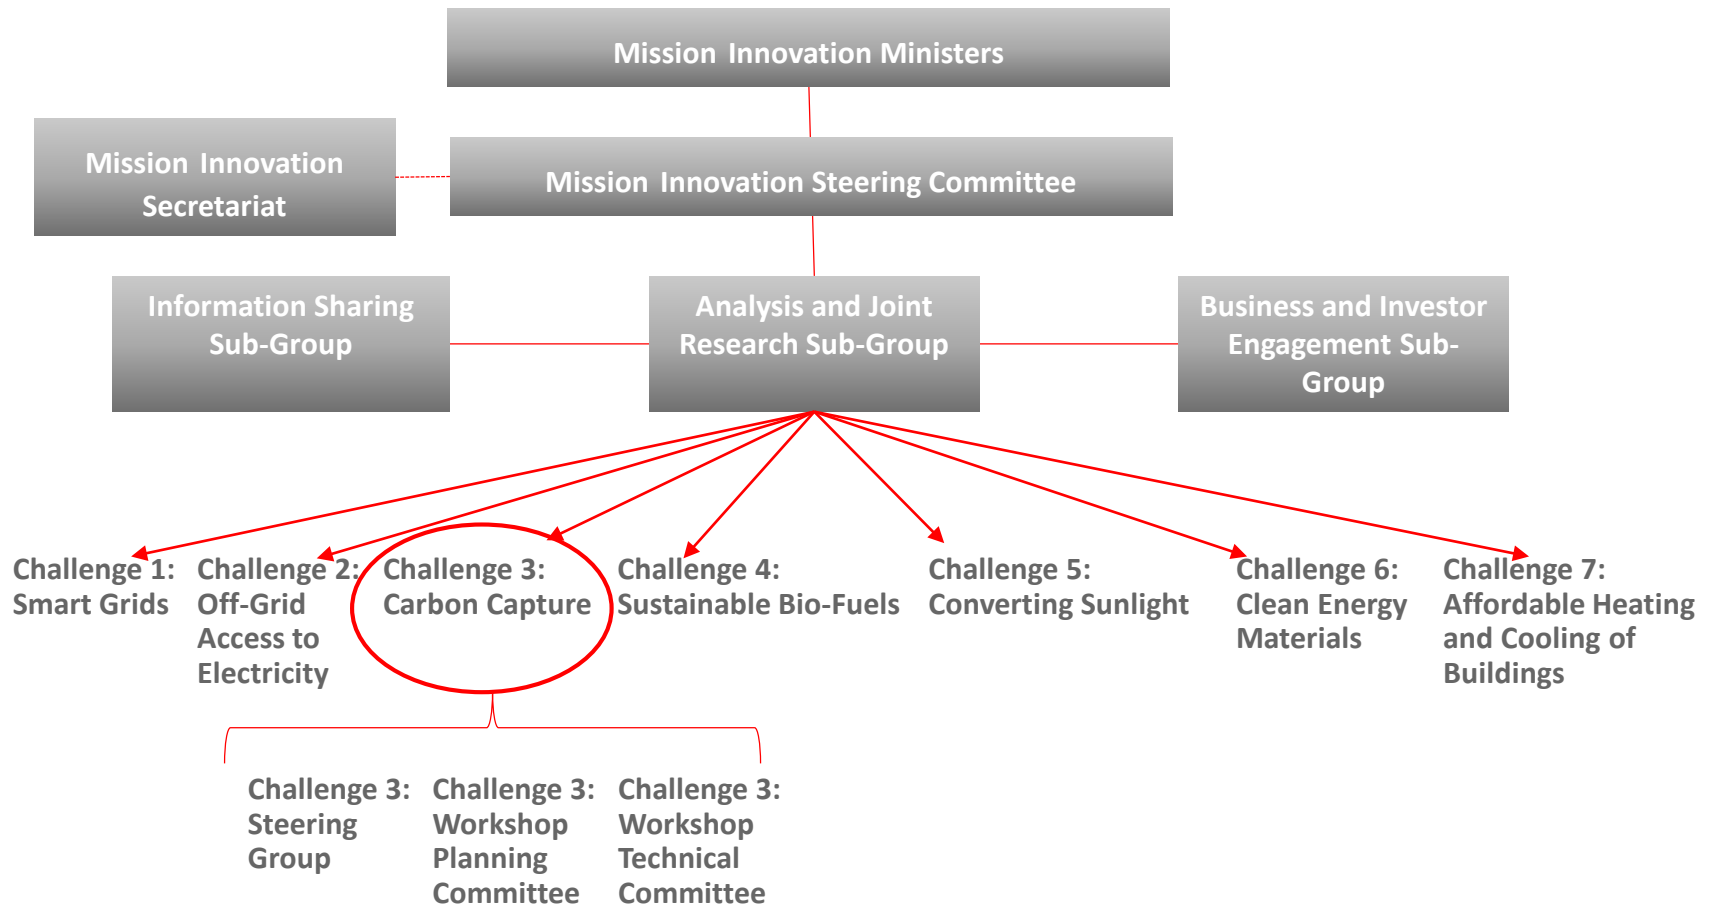 Mission Innovation Ministers
Mission Innovation
Secretariat
Mission Innovation Steering Committee
Information Sharing
Sub-Group
Analysis and Joint
Research Sub-Group
Business and Investor
Engagement Sub-
Group
Challenge 1:
Smart Grids
Challenge 2:
Off-Grid
Access to
Electricity
Challenge 3:
Carbon Capture
Challenge 4:
Sustainable Bio-Fuels
Challenge 5:
Converting Sunlight
Challenge 6:
Clean Energy
Materials
Challenge 7:
Affordable Heating
and Cooling of
Buildings
Challenge 3:
Steering
Group
Challenge 3:
Workshop
Planning
Committee
Challenge 3:
Workshop
Technical
Committee